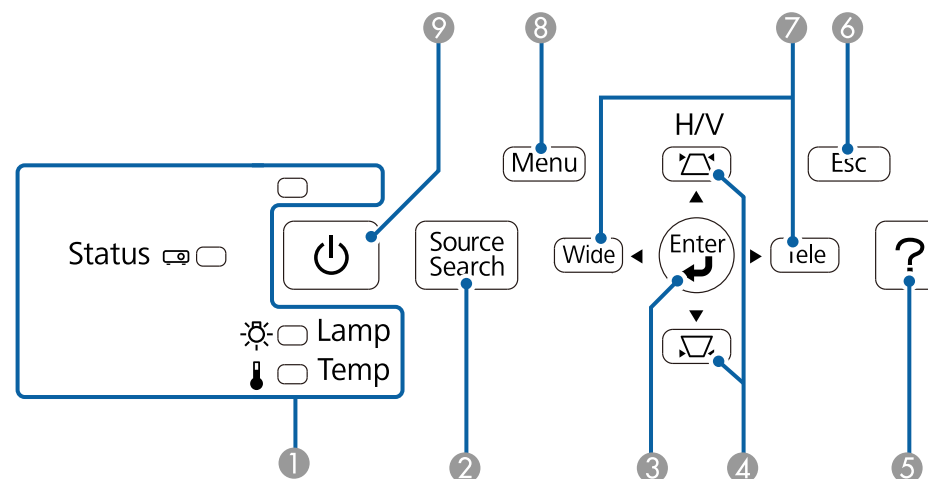 9 8 7 6
H/V
Menu
Esc
Status
Source
Search
Wide
Enter
Tele
?
Lamp
Temp
1 2 3 4 5